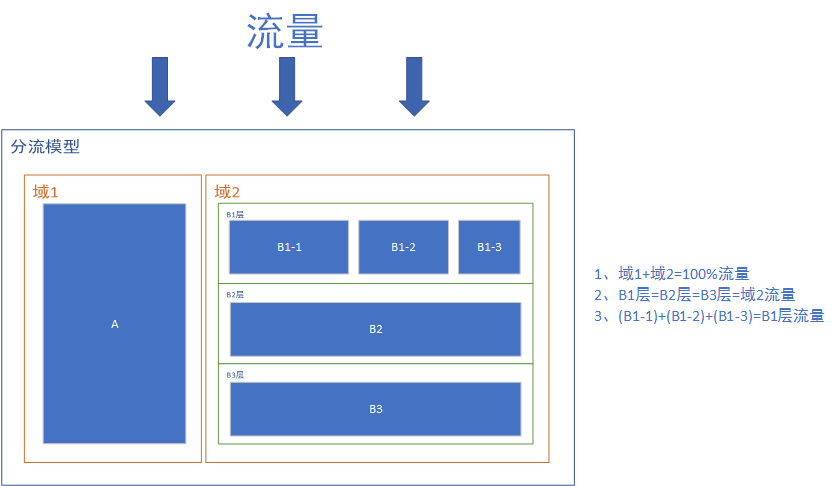 流量
分流模型
域1
域2
A
B1层
B1-1
B1-2
B1-3
B2层
B2
B3层
B3
1、域1+域2=100%流量
2、B1层=B2层=B3层=域2流量
3、(B1-1)+(B1-2)+(B1-3)=B1层流量